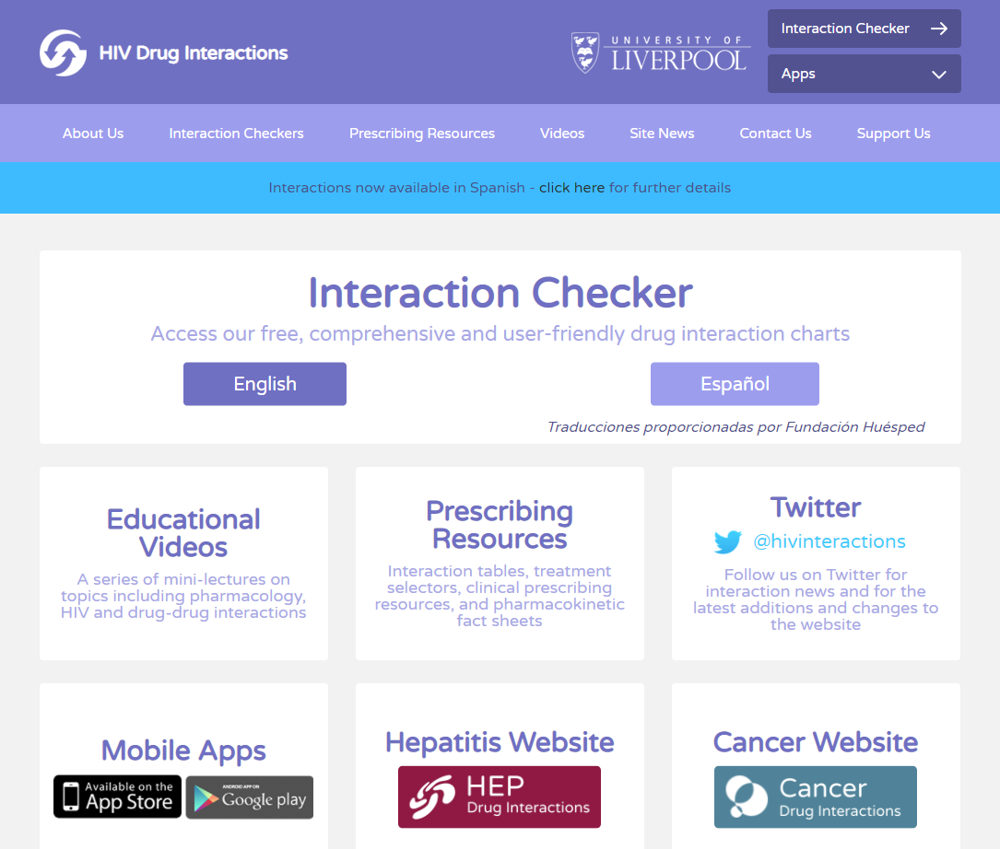 HIV Drug Interactions
UNIVERSITY OF
LIVERPOOL
Interaction Checker
Apps
About Us
Interaction Checkers
Prescribing Resources
Videos
Site News
Contact Us
Support Us
Interactions now available in Spanish - click here for further details
Interaction Checker
Access our free, comprehensive and user-friendly drug interaction charts
English
Español
Traducciones proporcionadas por Fundación Huésped
Educational
Videos
A series of mini-lectures on
topics including pharmacology,
HIV and drug-drug interactions
Prescribing
Resources
Interaction tables, treatment
selectors, clinical prescribing
resources, and pharmacokinetic
fact sheets
Twitter
@hivinteractions
Follow us on Twitter for
interaction news and for the
latest additions and changes to
the website
Mobile Apps
Available on the
App Store
ANDROID APP ON
Google play
Hepatitis Website
HEP
Drug Interactions
Cancer Website
Cancer
Drug Interactions